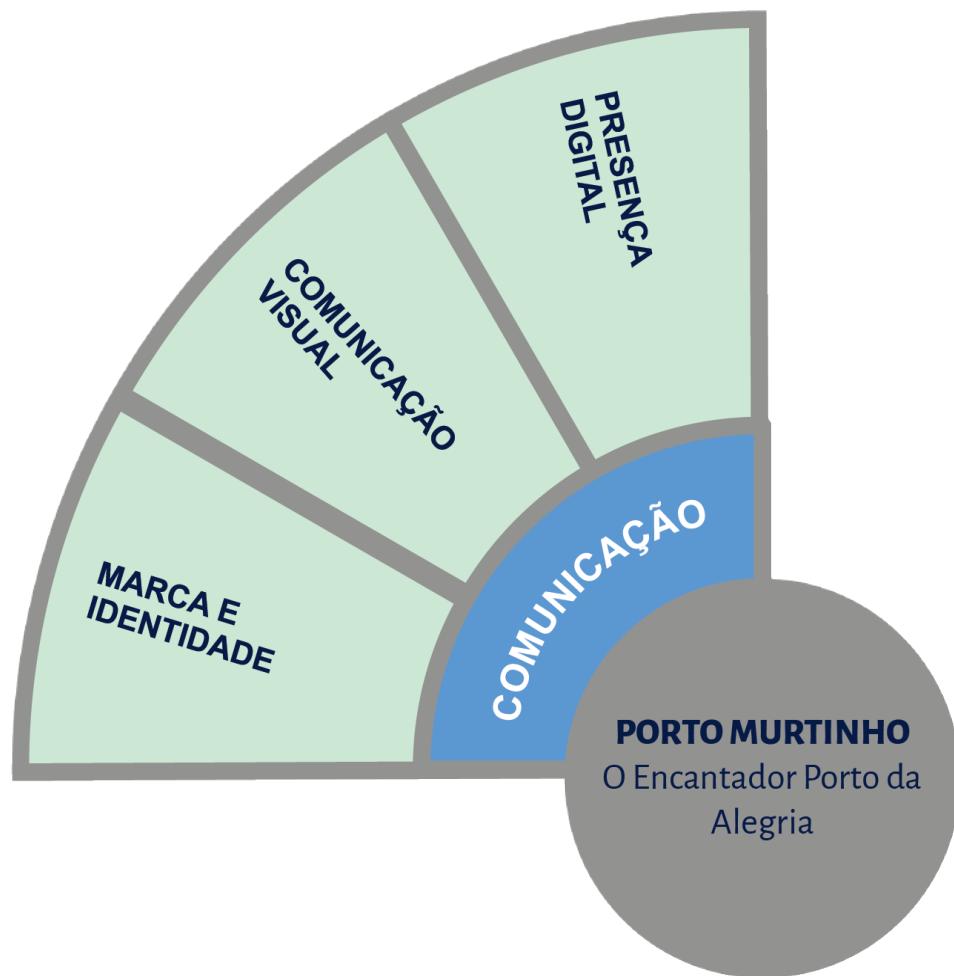 PRESENÇA
DIGITAL
COMUNICAÇÃO
VISUAL
MARCA E
IDENTIDADE
COMUNICAÇÃO
PORTO MURTINHO
O Encantador Porto da
Alegria